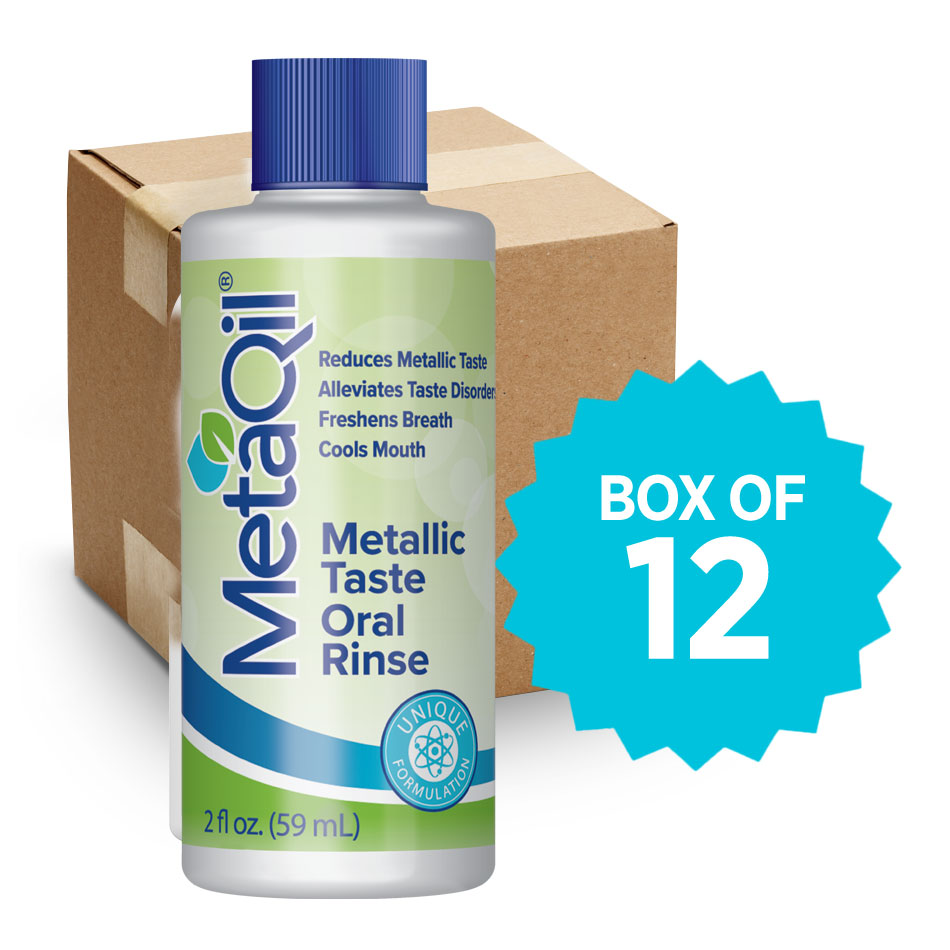 MetaQil®
Reduces Metallic Taste
Alleviates Taste Disorders
Freshens Breath
Cools Mouth
Metallic
Taste
Oral
Rinse
UNIQUE
FORMULATION
2 fl oz. (59 mL)
BOX OF
12